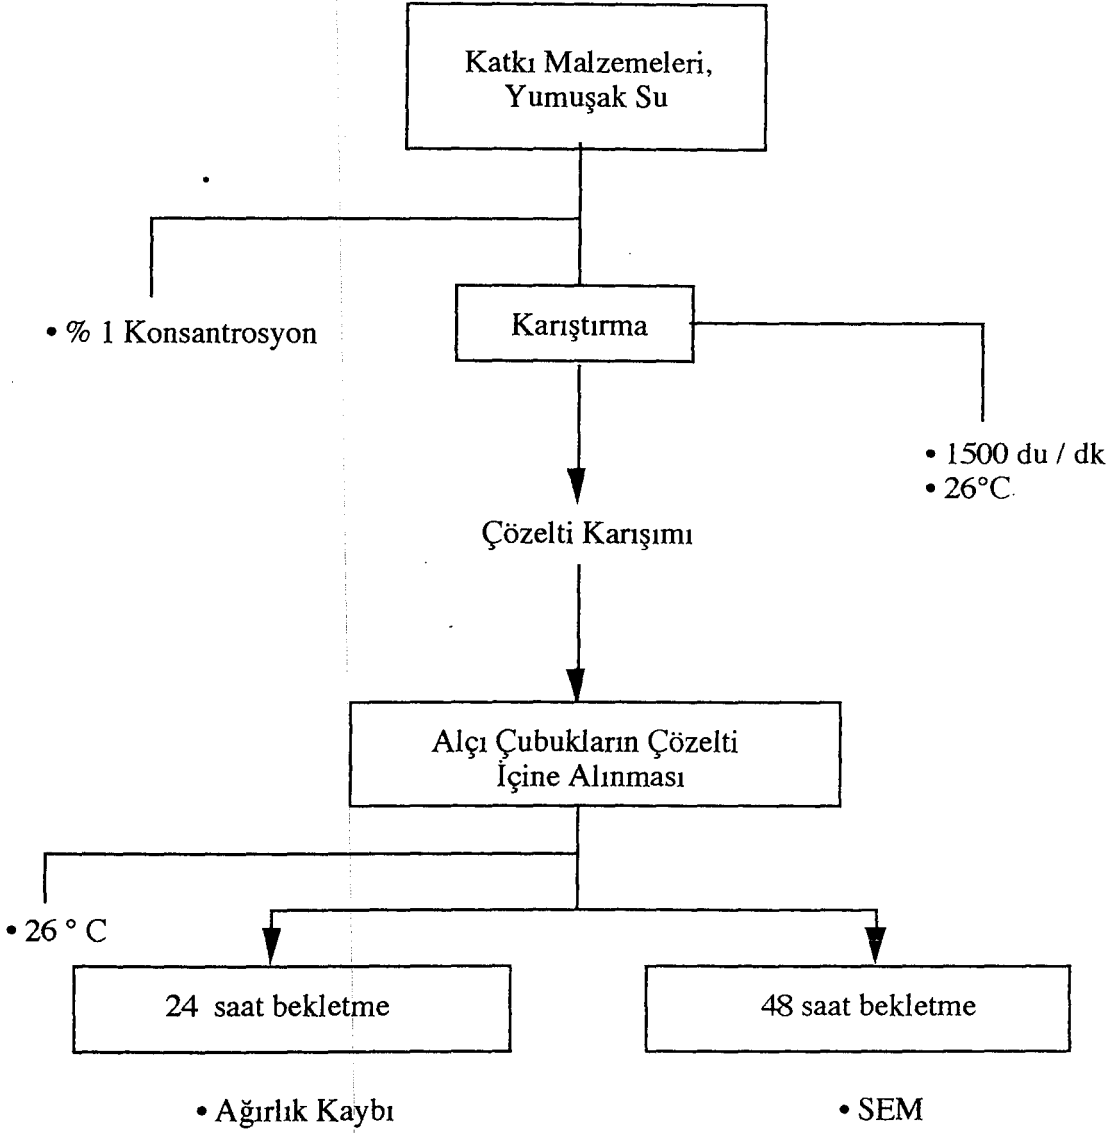 Katkı Malzemeleri,
Yumuşak Su
• % 1 Konsantrosyon
Karıştırma
• 1500 du / dk
• 26°C
Çözelti Karışımı
Alçı Çubukların Çözelti
İçine Alınması
• 26 ° C
24 saat bekletme
48 saat bekletme
• Ağırlık Kaybı
• SEM